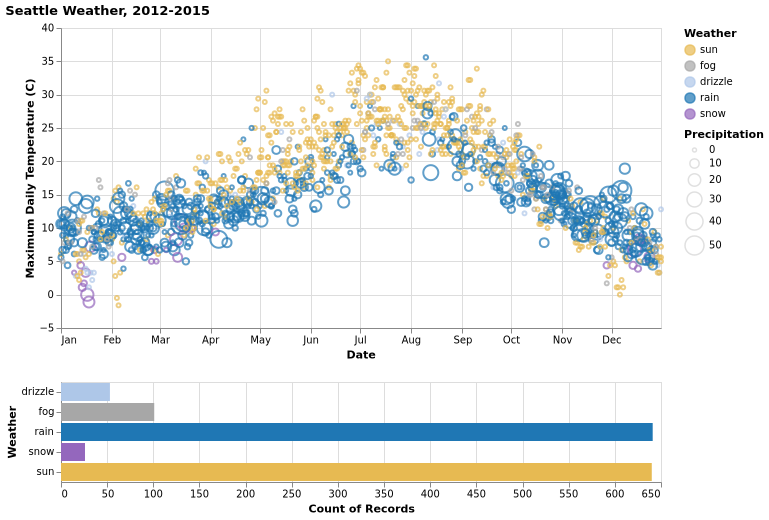 Seattle Weather, 2012-2015
40
35
30
25
20
15
10
5
0
−5
Maximum Daily Temperature (C)
Jan Feb Mar Apr May Jun Jul Aug Sep Oct Nov Dec
Date
Weather
sun
fog
drizzle
rain
snow
Precipitation
0
10
20
30
40
50
Weather
drizzle
fog
rain
snow
sun
0 50 100 150 200 250 300 350 400 450 500 550 600 650
Count of Records